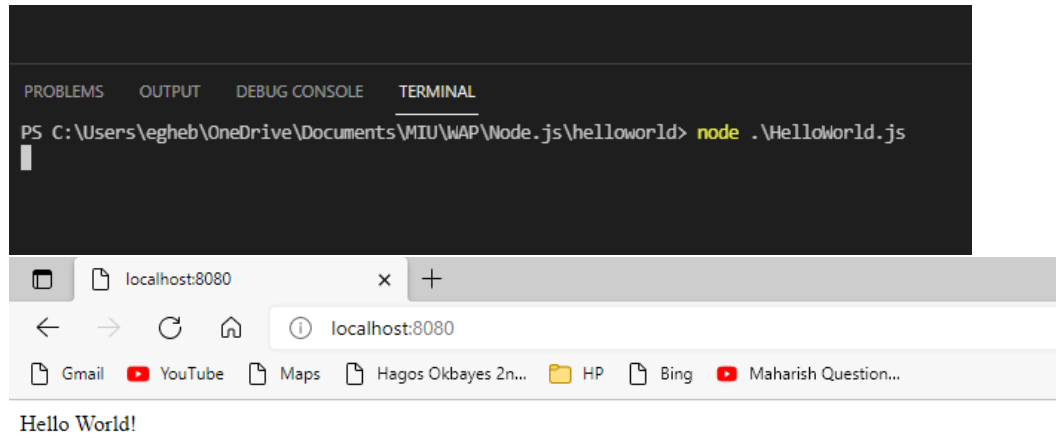 PROBLEMS OUTPUT DEBUG CONSOLE TERMINAL
PS C:\Users\egheb\OneDrive\Documents\MIU\WAP\Node.js\helloworld> node .\HelloWorld.js
localhost:8080
localhost:8080
Gmail YouTube Maps Hagos Okbayes 2n... HP Bing Maharish Question...
Hello World!